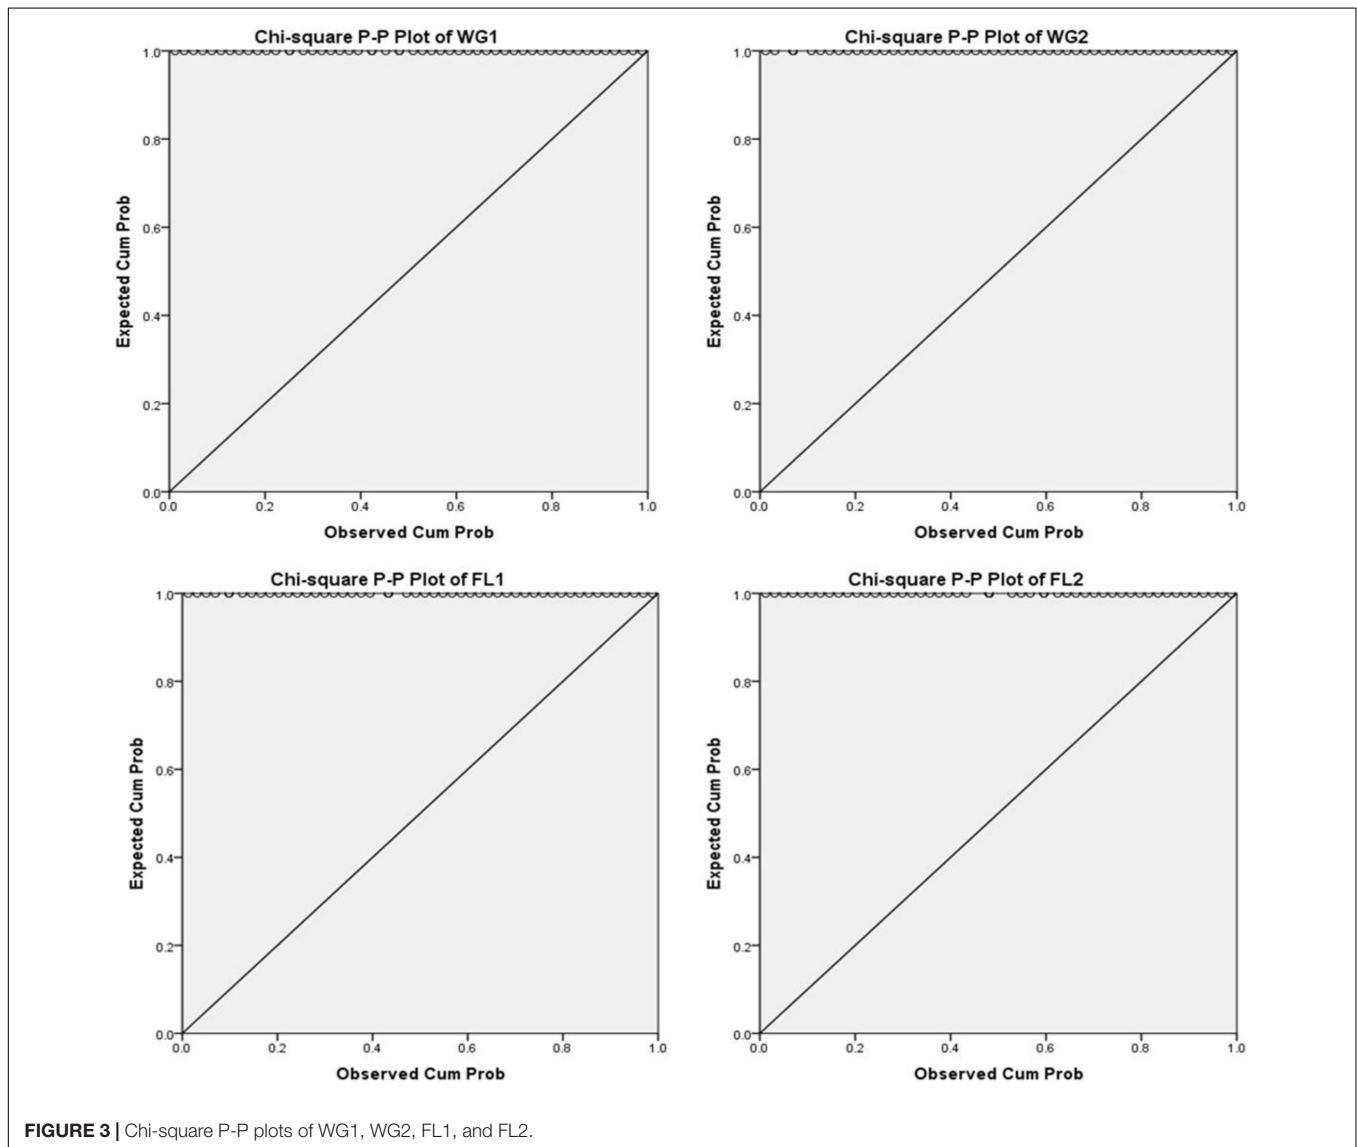 Chi-square P-P Plot of WG1
1.0
0.8
0.6
0.4
0.2
0.0
Expected Cum Prob
0.0 0.2 0.4 0.6 0.8 1.0
Observed Cum Prob
Chi-square P-P Plot of WG2
1.0
0.8
0.6
0.4
0.2
0.0
Expected Cum Prob
0.0 0.2 0.4 0.6 0.8 1.0
Observed Cum Prob
Chi-square P-P Plot of FL1
1.0
0.8
0.6
0.4
0.2
0.0
Expected Cum Prob
0.0 0.2 0.4 0.6 0.8 1.0
Observed Cum Prob
Chi-square P-P Plot of FL2
1.0
0.8
0.6
0.4
0.2
0.0
Expected Cum Prob
0.0 0.2 0.4 0.6 0.8 1.0
Observed Cum Prob
FIGURE 3 | Chi-square P-P plots of WG1, WG2, FL1, and FL2.